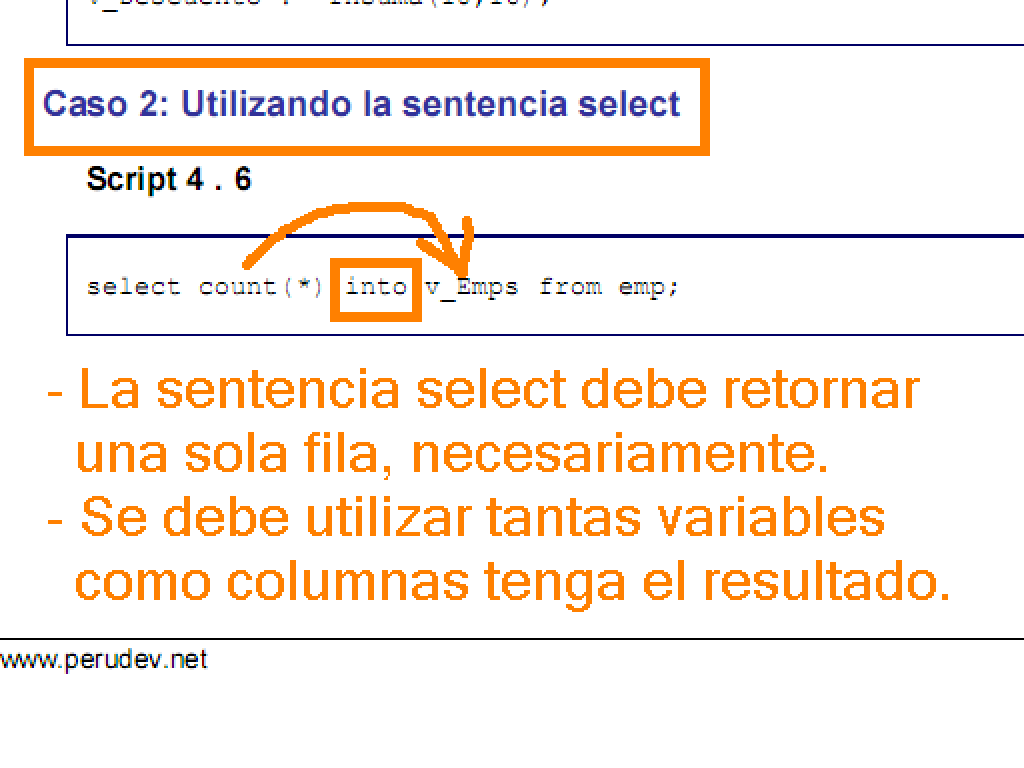 Caso 2: Utilizando la sentencia select
Script 4 . 6
select count(*) into v_Emps from emp;
- La sentencia select debe retornar
una sola fila, necesariamente.
- Se debe utilizar tantas variables
como columnas tenga el resultado.
www.perudev.net